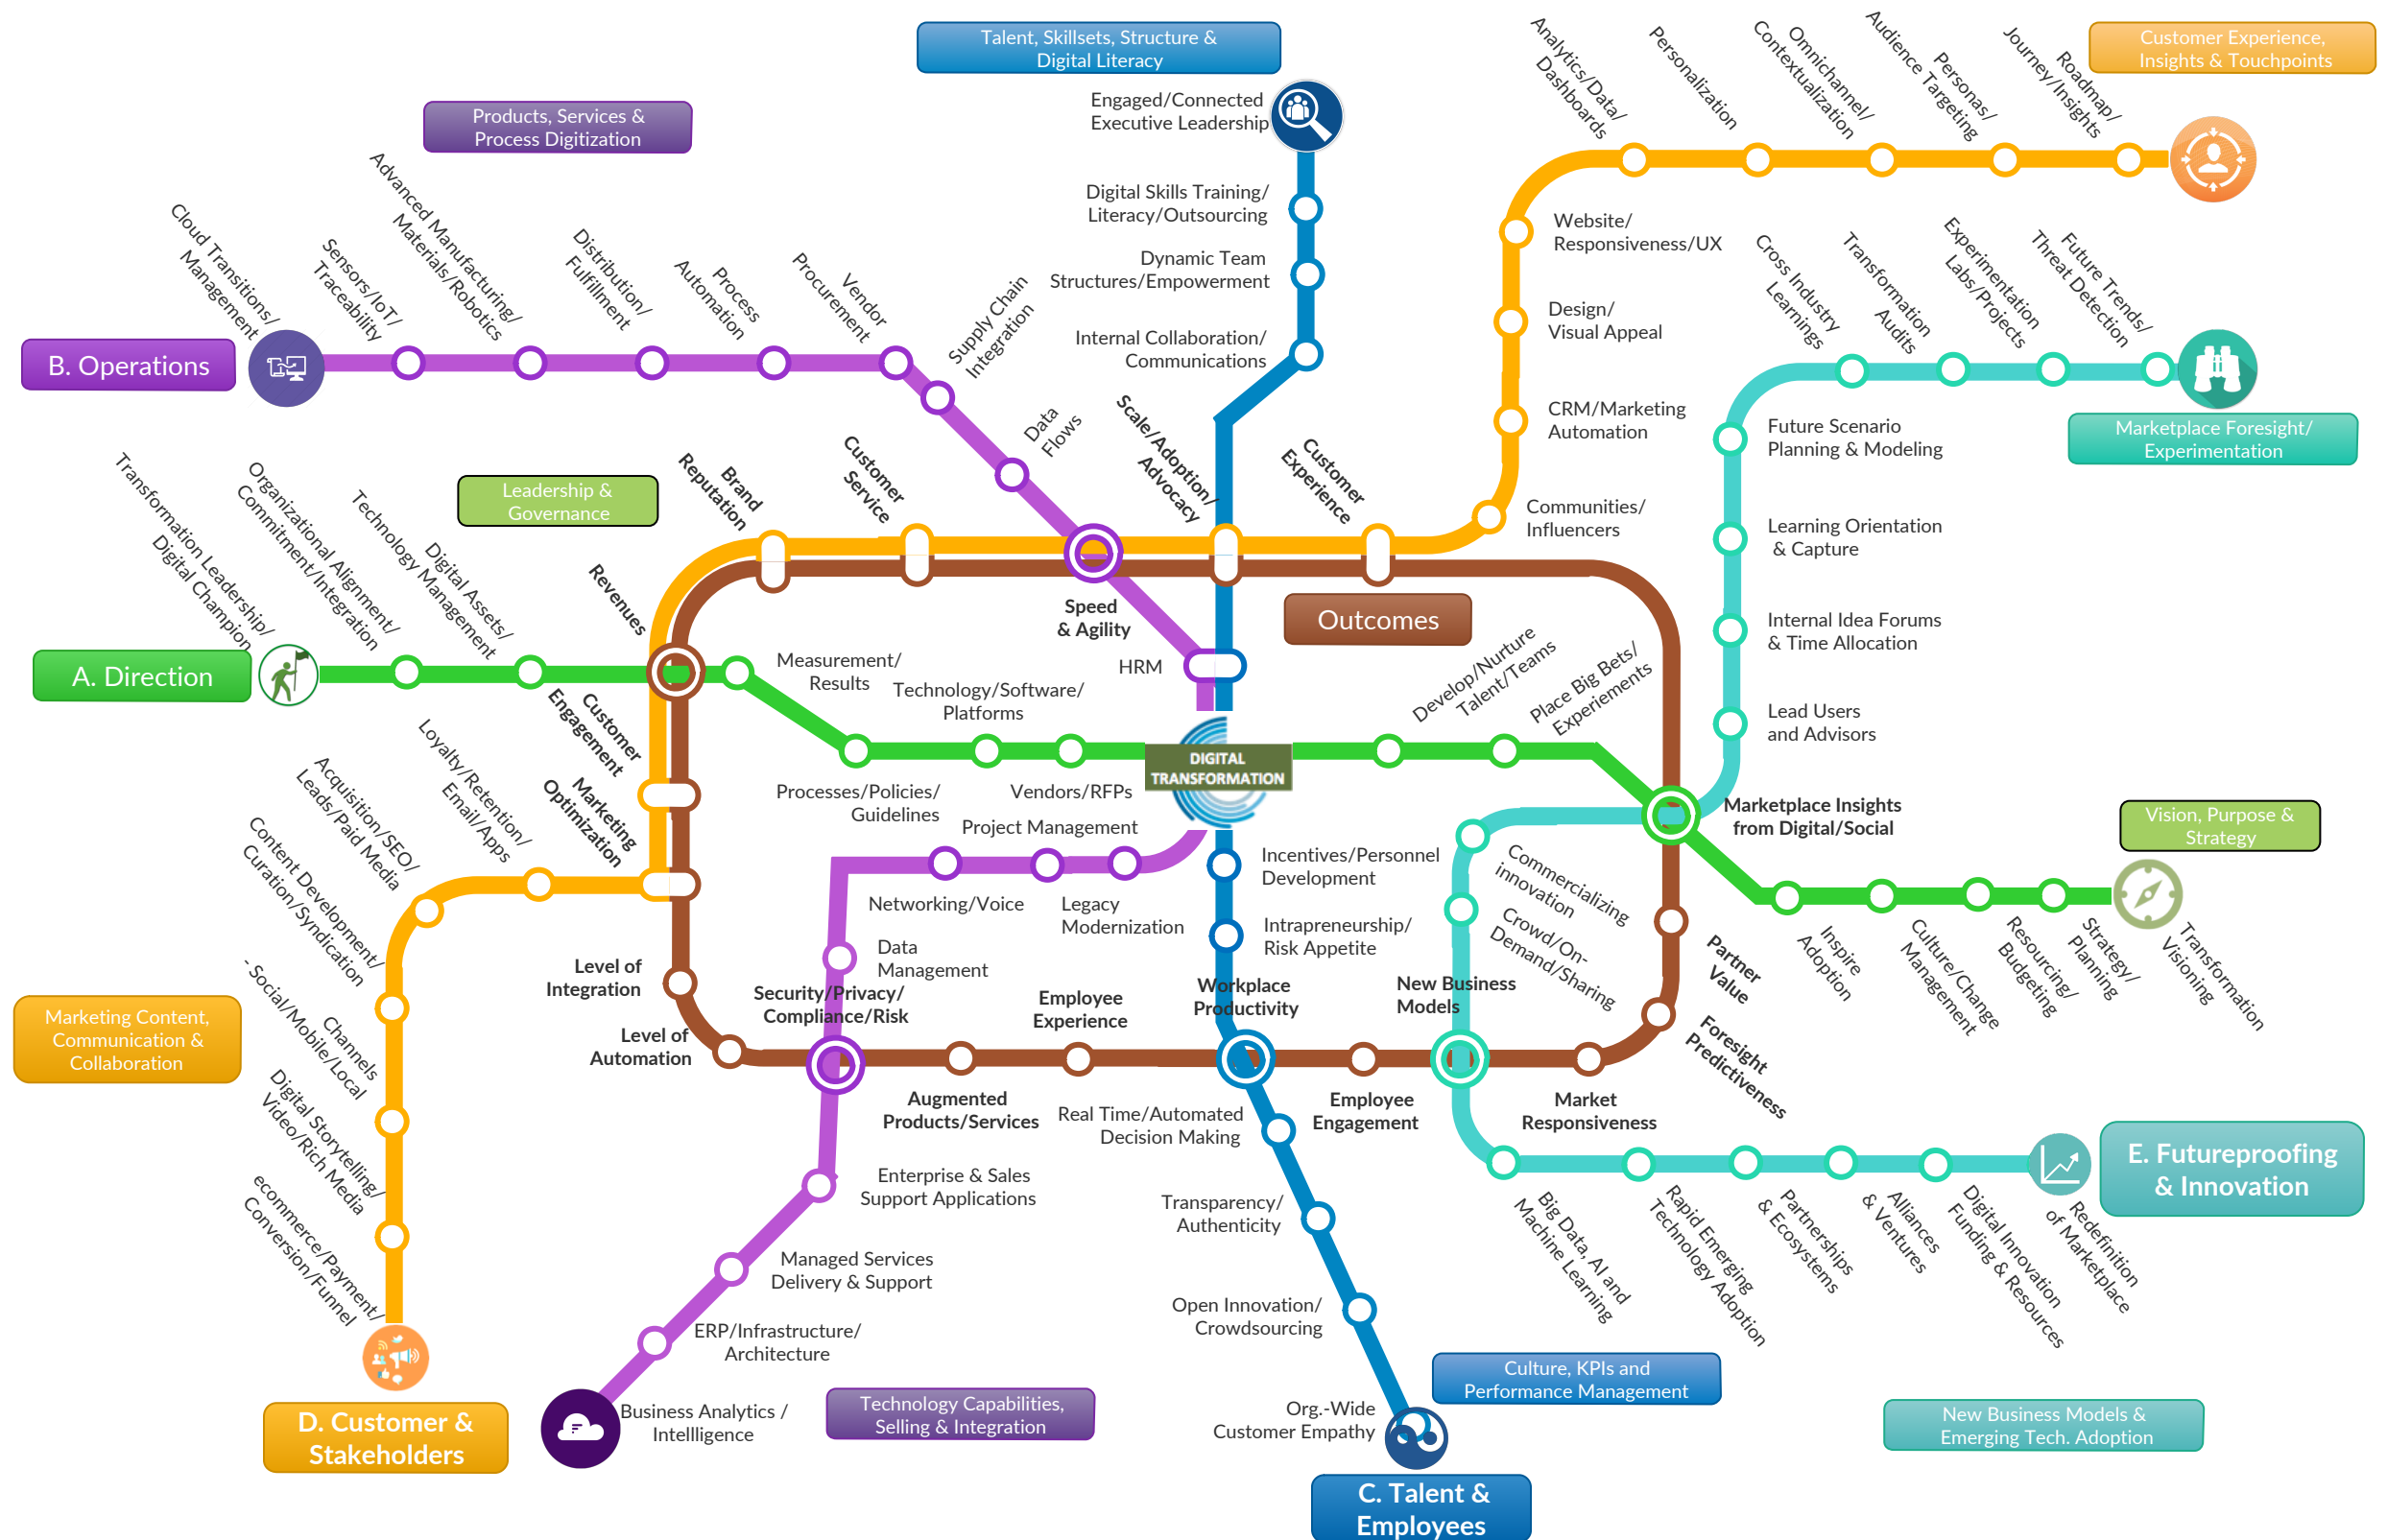 Talent, Skillsets, Structure &
Digital Literacy
Customer Experience,
Insights & Touchpoints
Products, Services &
Process Digitization
Engaged/Connected
Executive Leadership
Digital Skills Training/
Literacy/Outsourcing
Dynamic Team
Structures/Empowerment
Internal Collaboration/
Communications
Scale/Adoption/
Advocacy
Analytics/Data/
Dashboards
Personalization
Omnichannel/
Contextualization
Personas/
Audience Targeting
Roadmap/
Journey/Insights
Website/
Responsiveness/UX
Design/
Visual Appeal
CRM/Marketing
Automation
Communities/
Influencers
Customer
Experience
Cloud Transitions/
Management
Sensors/IoT/
Traceability
Advanced Manufacturing/
Materials/Robotics
Distribution/
Fulfillment
Process
Automation
Vendor
Procurement
Supply Chain
Integration
Data
Flows
B. Operations
Cross Industry
Learnings
Transformation
Audits
Experimentation
Labs/Projects
Future Trends/
Threat Detection
Marketplace Foresight/
Experimentation
Future Scenario
Planning & Modeling
Learning Orientation
& Capture
Internal Idea Forums
& Time Allocation
Lead Users
and Advisors
Leadership &
Governance
Transformation Leadership/
Digital Champion
Organizational Alignment/
Commitment/Integration
Digital Assets/
Technology Management
Revenues
Brand
Reputation
Customer
Service
Speed
& Agility
Outcomes
HRM
A. Direction
Measurement/
Results
Technology/Software/
Platforms
Processes/Policies/
Guidelines
Vendors/RFPs
DIGITAL
TRANSFORMATION
Develop/Nurture
Talent/Teams
Place Big Bets/
Experiements
Marketplace Insights
from Digital/Social
Vision, Purpose &
Strategy
Inspire
Adoption
Culture/Change
Management
Resourcing/
Budgeting
Strategy/
Planning
Transformation
Visioning
Customer
Engagement
Marketing
Optimization
Loyalty/Retention/
Email/Apps
Acquisition/SEO/
Leads/Paid Media
Content Development/
Curation/Syndication
Channels
- Social/Mobile/Local
Digital Storytelling/
Video/Rich Media
ecommerce/Payment/
Conversion/Funnel
Marketing Content,
Communication &
Collaboration
D. Customer &
Stakeholders
Project Management
Networking/Voice
Legacy
Modernization
Data
Management
Incentives/Personnel
Development
Intrapreneurship/
Risk Appetite
Commercializing
innovation
Crowd/On-
Demand/Sharing
Partner
Value
Foresight
Predictiveness
Level of
Integration
Level of
Automation
Security/Privacy/
Compliance/Risk
Employee
Experience
Workplace
Productivity
New Business
Models
Augmented
Products/Services
Real Time/Automated
Decision Making
Employee
Engagement
Market
Responsiveness
Enterprise & Sales
Support Applications
Managed Services
Delivery & Support
ERP/Infrastructure/
Architecture
Business Analytics /
Intellligence
Technology Capabilities,
Selling & Integration
Transparency/
Authenticity
Open Innovation/
Crowdsourcing
Org.-Wide
Customer Empathy
Culture, KPIs and
Performance Management
C. Talent &
Employees
E. Futureproofing
& Innovation
Big Data, AI and
Machine Learning
Rapid Emerging
Technology Adoption
Partnerships
& Ecosystems
Alliances
& Ventures
Digital Innovation
Funding & Resources
Redefinition
of Marketplace
New Business Models &
Emerging Tech. Adoption